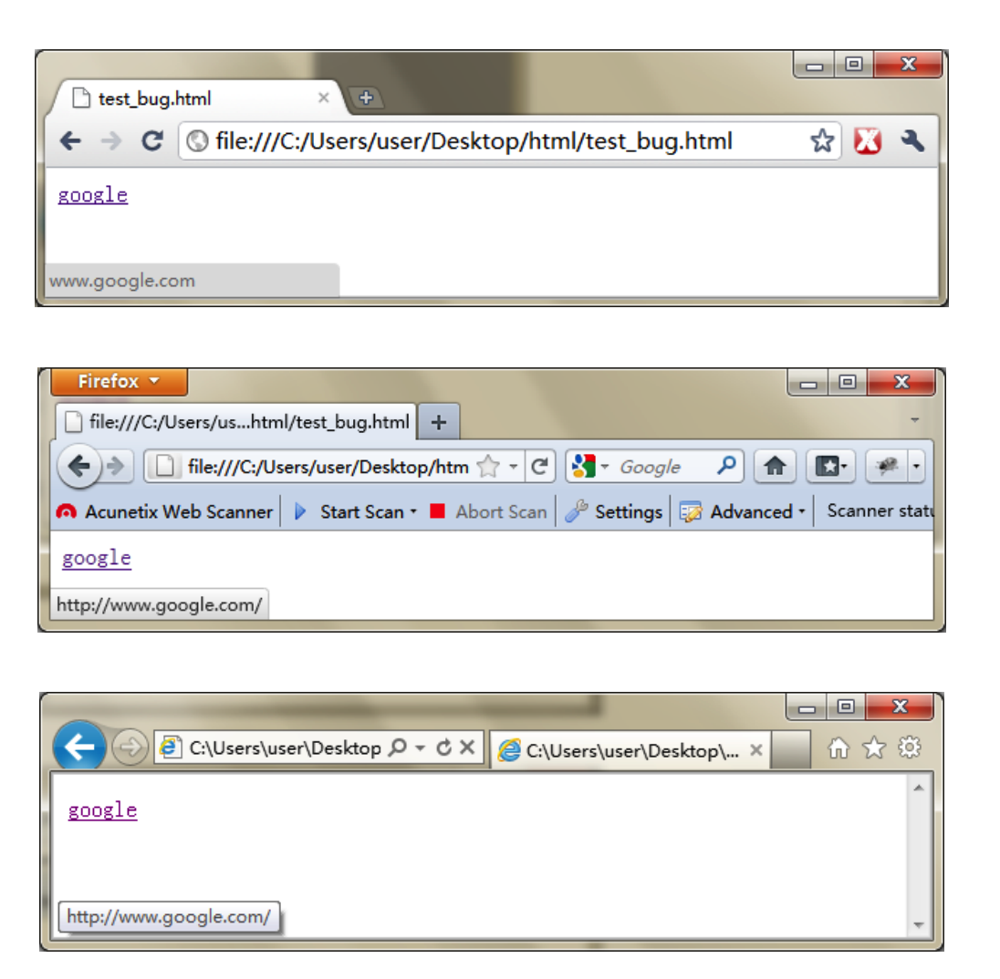 test_bug.html
file:///C:/Users/user/Desktop/html/test_bug.html
google
www.google.com
Firefox
file:///C:/Users/us...html/test_bug.html
file:///C:/Users/user/Desktop/htm Google
Acunetix Web Scanner Start Scan Abort Scan Settings Advanced Scanner statu
google
http://www.google.com/
C:\Users\user\Desktop C:\Users\user\Desktop\...
google
http://www.google.com/